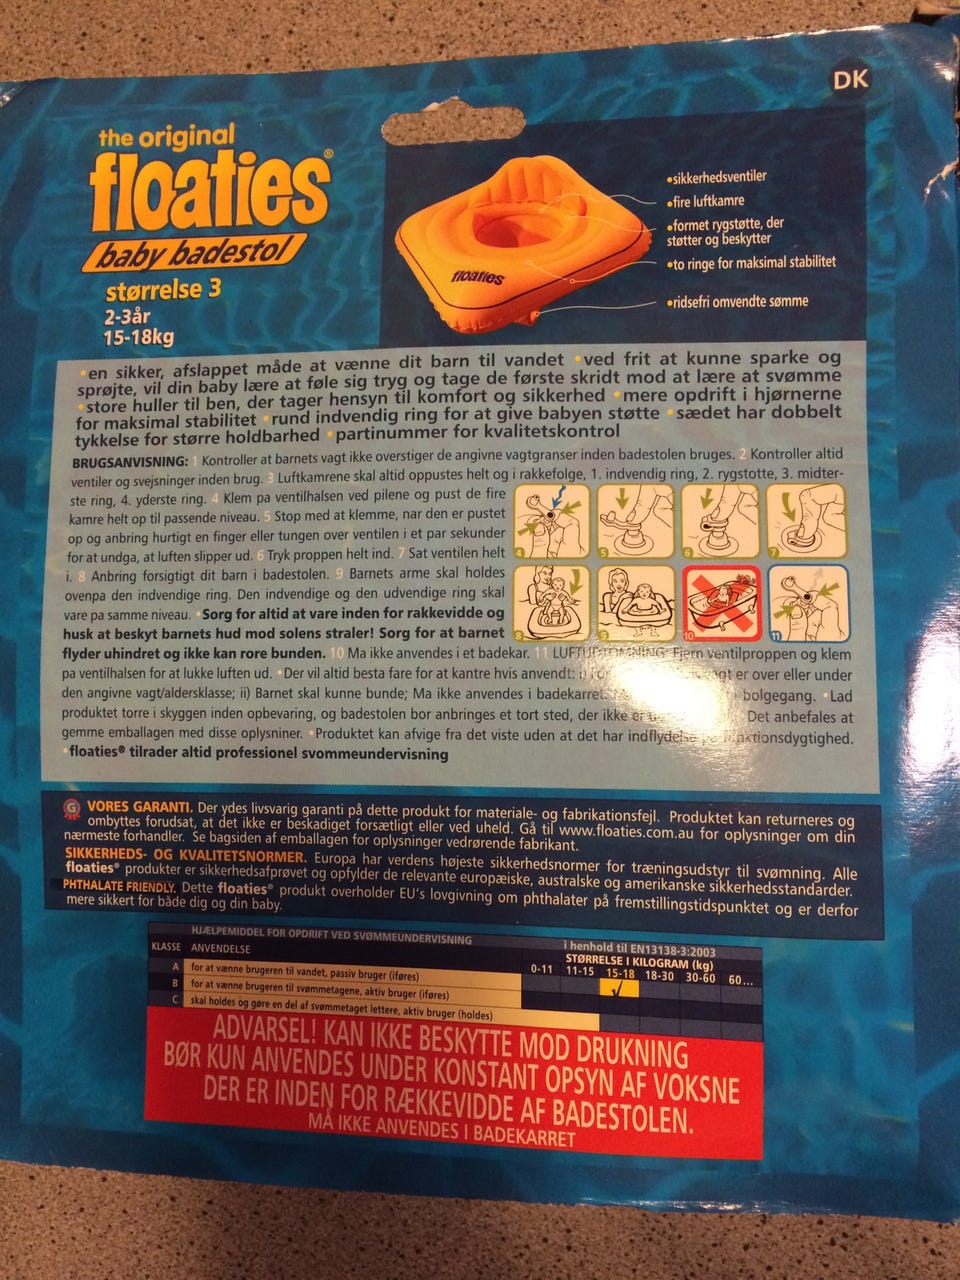 DK
the original
floaties®
baby badestol
størrelse 3
2-3år
15-18kg
floaties
•sikkerhedsventiler
•fire luftkamre
•formet rygstøtte, der
støtter og beskytter
•to ringe for maksimal stabilitet
•ridsefri omvendte sømme
•en sikker, afslappet måde at vænne dit barn til vandet •ved frit at kunne sparke og
sprøjte, vil din baby lære at føle sig tryg og tage de første skridt mod at lære at svømme
•store huller til ben, der tager hensyn til komfort og sikkerhed •mere opdrift i hjørnerne
for maksimal stabilitet •rund indvendig ring for at give babyen støtte •sædet har dobbelt
tykkelse for større holdbarhed •partinummer for kvalitetskontrol
BRUGSANVISNING: 1 Kontroller at barnets vagt ikke overstiger de angivne vagtgranser inden badestolen bruges. 2 Kontroller altid
ventiler og svejsninger inden brug. 3 Luftkamrene skal altid oppustes helt og i rakkefolge, 1. indvendig ring, 2. rygstotte, 3. midter-
ste ring, 4. yderste ring. 4 Klem pa ventilhalsen ved pilene og pust de fire
kamre helt op til passende niveau. 5 Stop med at klemme, nar den er pustet
op og anbring hurtigt en finger eller tungen over ventilen i et par sekunder
for at undga, at luften slipper ud. 6 Tryk proppen helt ind. 7 Sat ventilen helt
i. 8 Anbring forsigtigt dit barn i badestolen. 9 Barnets arme skal holdes
ovenpa den indvendige ring. Den indvendige og den udvendige ring skal
vare pa samme niveau. •Sorg for altid at vare inden for rakkevidde og
husk at beskyt barnets hud mod solens straler! Sorg for at barnet
flyder uhindret og ikke kan rore bunden. 10 Ma ikke anvendes i et badekar. 11 LUFTUDTOMNING: Fjern ventilproppen og klem
pa ventilhalsen for at lukke luften ud. •Der vil altid besta fare for at kantre hvis anvendt: i) er over eller under
den angivne vagt/aldersklasse; ii) Barnet skal kunne bunde; Ma ikke anvendes i badekarret. i bolgegang. •Lad
produktet torre i skyggen inden opbevaring, og badestolen bor anbringes et tort sted, der ikke er Det anbefales at
gemme emballagen med disse oplysniner. •Produktet kan afvige fra det viste uden at det har indflydelse på funktionsdygtighed.
•floaties® tilrader altid professionel svommeundervisning
4
5
6
7
8
9
10
11
G VORES GARANTI. Der ydes livsvarig garanti på dette produkt for materiale- og fabrikationsfejl. Produktet kan returneres og
ombyttes forudsat, at det ikke er beskadiget forsætligt eller ved uheld. Gå til www.floaties.com.au for oplysninger om din
nærmeste forhandler. Se bagsiden af emballagen for oplysninger vedrørende fabrikant.
SIKKERHEDS- OG KVALITETSNORMER. Europa har verdens højeste sikkerhedsnormer for træningsudstyr til svømning. Alle
floaties® produkter er sikkerhedsafprøvet og opfylder de relevante europæiske, australske og amerikanske sikkerhedsstandarder.
PHTHALATE FRIENDLY. Dette floaties® produkt overholder EU's lovgivning om phthalater på fremstillingstidspunktet og er derfor
mere sikkert for både dig og din baby.
HJÆLPEMIDDEL FOR OPDRIFT VED SVØMMEUNDERVISNING i henhold til EN13138-3:2003
KLASSE ANVENDELSE STØRRELSE I KILOGRAM (kg)
0-11 11-15 15-18 18-30 30-60 60...
A for at vænne brugeren til vandet, passiv bruger (iføres)
B for at vænne brugeren til svømmetagene, aktiv bruger (iføres)
C skal holdes og gøre en del af svømmetaget lettere, aktiv bruger (holdes)
ADVARSEL! KAN IKKE BESKYTTE MOD DRUKNING
BØR KUN ANVENDES UNDER KONSTANT OPSYN AF VOKSNE
DER ER INDEN FOR RÆKKEVIDDE AF BADESTOLEN.
MÅ IKKE ANVENDES I BADEKARRET